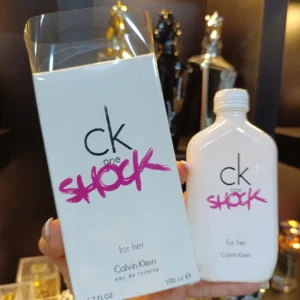 ck
one
SHOCK
for her
Calvin Klein
eau de toilette
100 ml e
ck
one
SHOCK
for her
Calvin Klein